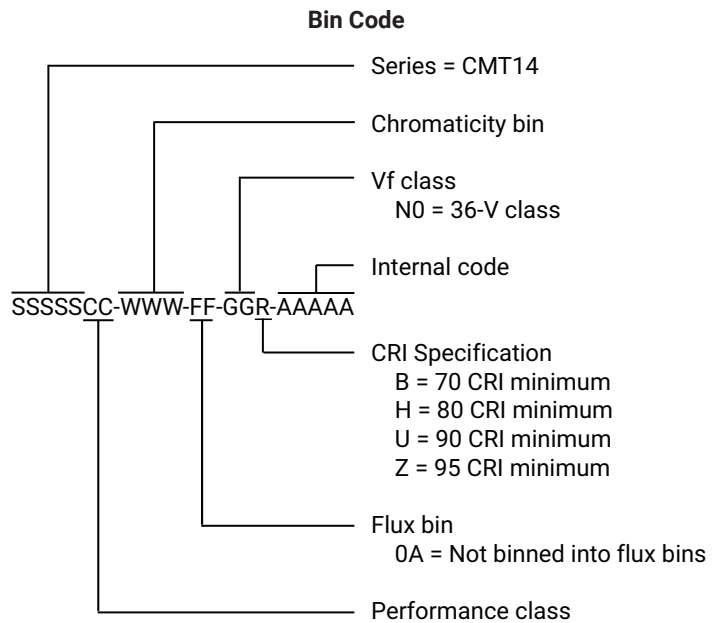 Bin Code
Series = CMT14
Chromaticity bin
Vf class
N0 = 36-V class
Internal code
SSSSSCC-WWW-FF-GGR-AAAAA
CRI Specification
B = 70 CRI minimum
H = 80 CRI minimum
U = 90 CRI minimum
Z = 95 CRI minimum
Flux bin
0A = Not binned into flux bins
Performance class